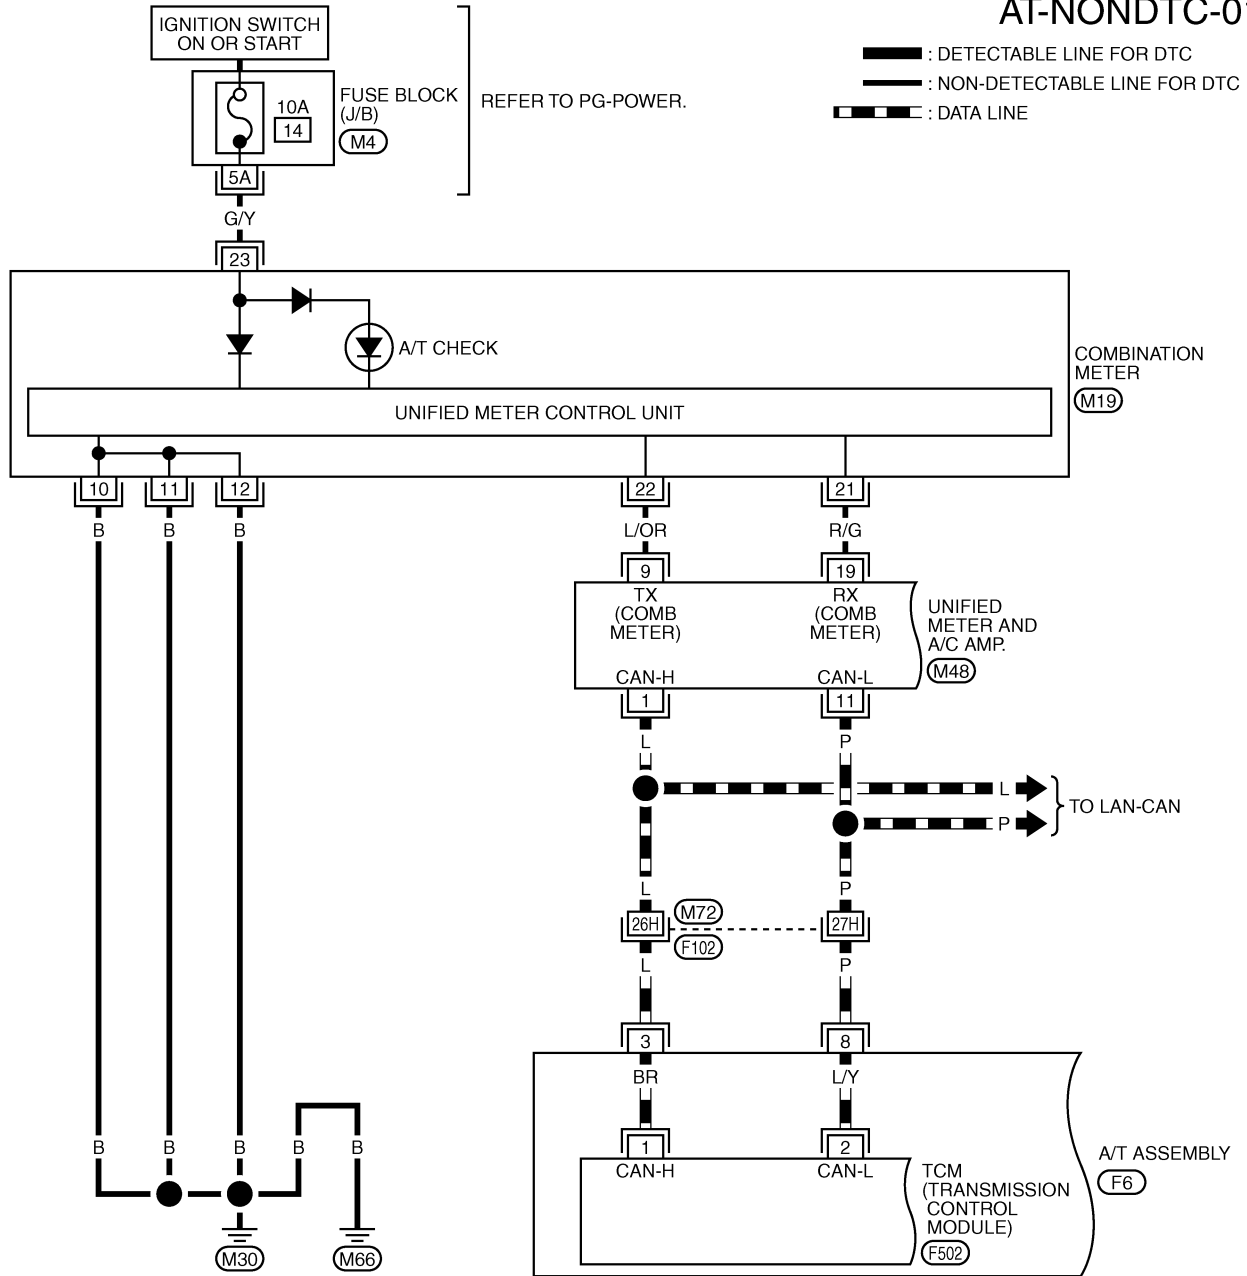 AT-NONDTC-01
IGNITION SWITCH
ON OR START
: DETECTABLE LINE FOR DTC
: NON-DETECTABLE LINE FOR DTC
: DATA LINE
10A
14
FUSE BLOCK
(J/B)
M4
REFER TO PG-POWER.
5A
G/Y
23
A/T CHECK
COMBINATION
METER
M19
UNIFIED METER CONTROL UNIT
10 11 12 22 21
B B B L/OR R/G
9 19
TX
(COMB
METER)
RX
(COMB
METER)
UNIFIED
METER AND
A/C AMP.
M48
CAN-H CAN-L
1 11
L P
L
P
TO LAN-CAN
L P
26H 27H
M72
F102
L P
3 8
BR L/Y
1 2
CAN-H CAN-L
TCM
(TRANSMISSION
CONTROL
MODULE)
F502
A/T ASSEMBLY
F6
B B B B B
M30 M66